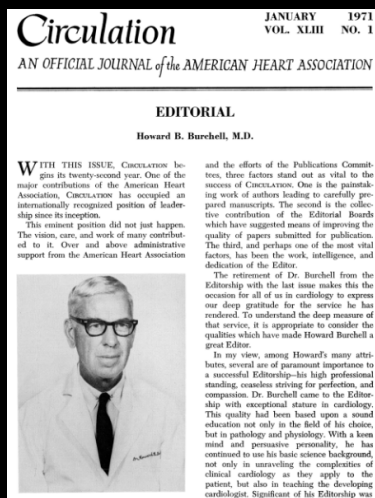 Circulation
JANUARY 1971
VOL. XLIII NO. 1
AN OFFICIAL JOURNAL of the AMERICAN HEART ASSOCIATION
EDITORIAL
Howard B. Burchell, M.D.
WITH THIS ISSUE, CIRCULATION be-
gins its twenty-second year. One of the
major contributions of the American Heart
Association, CIRCULATION has occupied an
internationally recognized position of leader-
ship since its inception.
This eminent position did not just happen.
The vision, care, and work of many contribut-
ed to it. Over and above administrative
support from the American Heart Association
and the efforts of the Publications Commit-
tees, three factors stand out as vital to the
success of CIRCULATION. One is the painstak-
ing work of authors leading to carefully pre-
pared manuscripts. The second is the collec-
tive contribution of the Editorial Boards
which have suggested means of improving the
quality of papers submitted for publication.
The third, and perhaps one of the most vital
factors, has been the work, intelligence, and
dedication of the Editor.
The retirement of Dr. Burchell from the
Editorship with the last issue makes this the
occasion for all of us in cardiology to express
our deep gratitude for the service he has
rendered. To understand the deep measure of
that service, it is appropriate to consider the
qualities which have made Howard Burchell a
great Editor.
In my view, among Howard's many attri-
butes, several are of paramount importance to
a successful Editorship—his high professional
standing, ceaseless striving for perfection, and
compassion. Dr. Burchell came to the Editor-
ship with exceptional stature in cardiology.
This quality had been based upon a sound
education not only in the field of his choice,
but in pathology and physiology. With a keen
mind and persuasive personality, he has
continued to use his basic science background,
not only in unraveling the complexities of
clinical cardiology as they apply to the
patient, but also in teaching the developing
cardiologist. Significant of his Editorship was